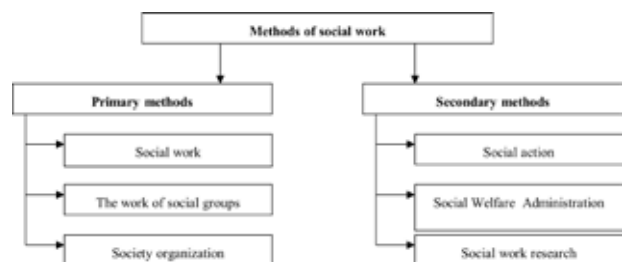 Methods of social work
Primary methods
Secondary methods
Social work
Social action
The work of social groups
Social Welfare Administration
Society organization
Social work research